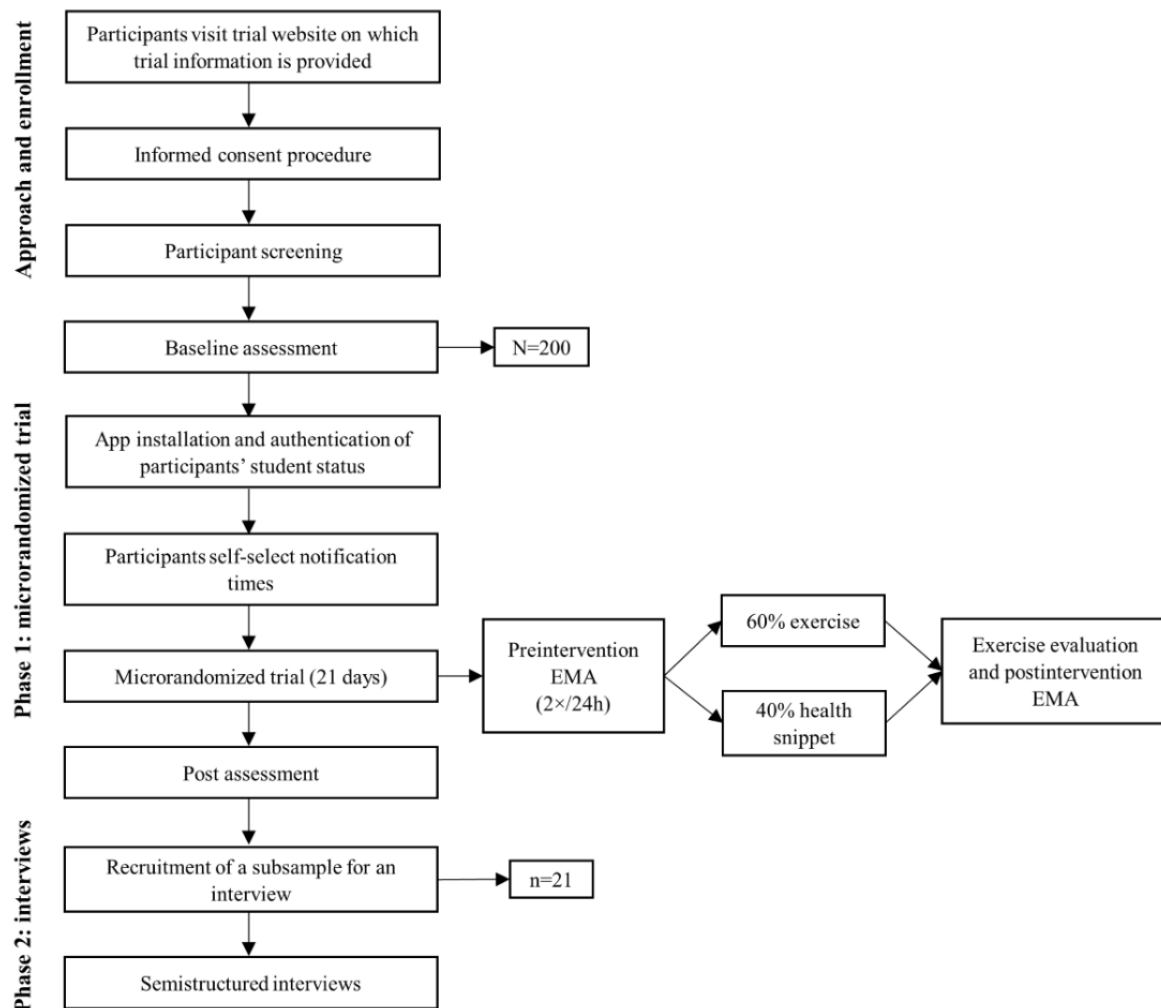 Approach and enrollment
Participants visit trial website on which
trial information is provided
Informed consent procedure
Participant screening
Baseline assessment
N=200
Phase 1: microrandomized trial
App installation and authentication of
participants’ student status
Participants self-select notification
times
Microrandomized trial (21 days)
Preintervention
EMA
(2×/24h)
60% exercise
40% health
snippet
Exercise evaluation
and postintervention
EMA
Post assessment
Phase 2: interviews
Recruitment of a subsample for an
interview
n=21
Semistructured interviews